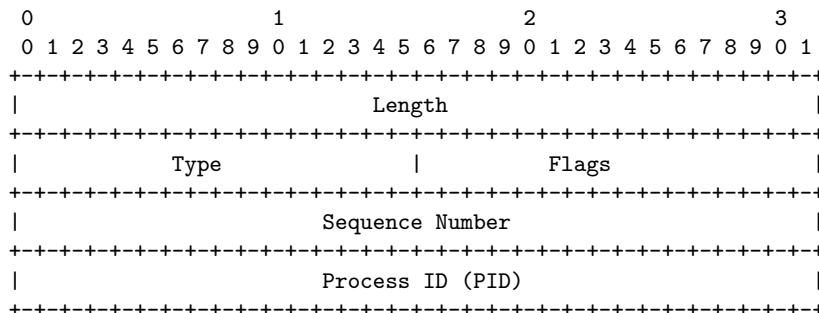 0                   1                   2                   3
 0 1 2 3 4 5 6 7 8 9 0 1 2 3 4 5 6 7 8 9 0 1 2 3 4 5 6 7 8 9 0 1
+-+-+-+-+-+-+-+-+-+-+-+-+-+-+-+-+-+-+-+-+-+-+-+-+-+-+-+-+-+-+-+-+
|                            Length                             |
+-+-+-+-+-+-+-+-+-+-+-+-+-+-+-+-+-+-+-+-+-+-+-+-+-+-+-+-+-+-+-+-+
|            Type               |          Flags                |
+-+-+-+-+-+-+-+-+-+-+-+-+-+-+-+-+-+-+-+-+-+-+-+-+-+-+-+-+-+-+-+-+
|                        Sequence Number                        |
+-+-+-+-+-+-+-+-+-+-+-+-+-+-+-+-+-+-+-+-+-+-+-+-+-+-+-+-+-+-+-+-+
|                        Process ID (PID)                       |
+-+-+-+-+-+-+-+-+-+-+-+-+-+-+-+-+-+-+-+-+-+-+-+-+-+-+-+-+-+-+-+-+